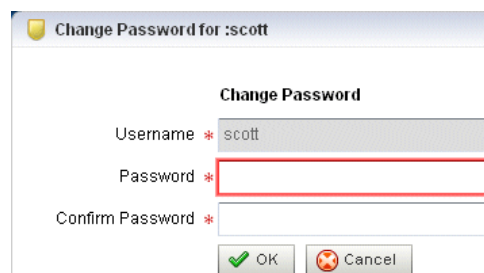 Change Password for :scott
Change Password
Username * scott
Password *
Confirm Password *
OK Cancel